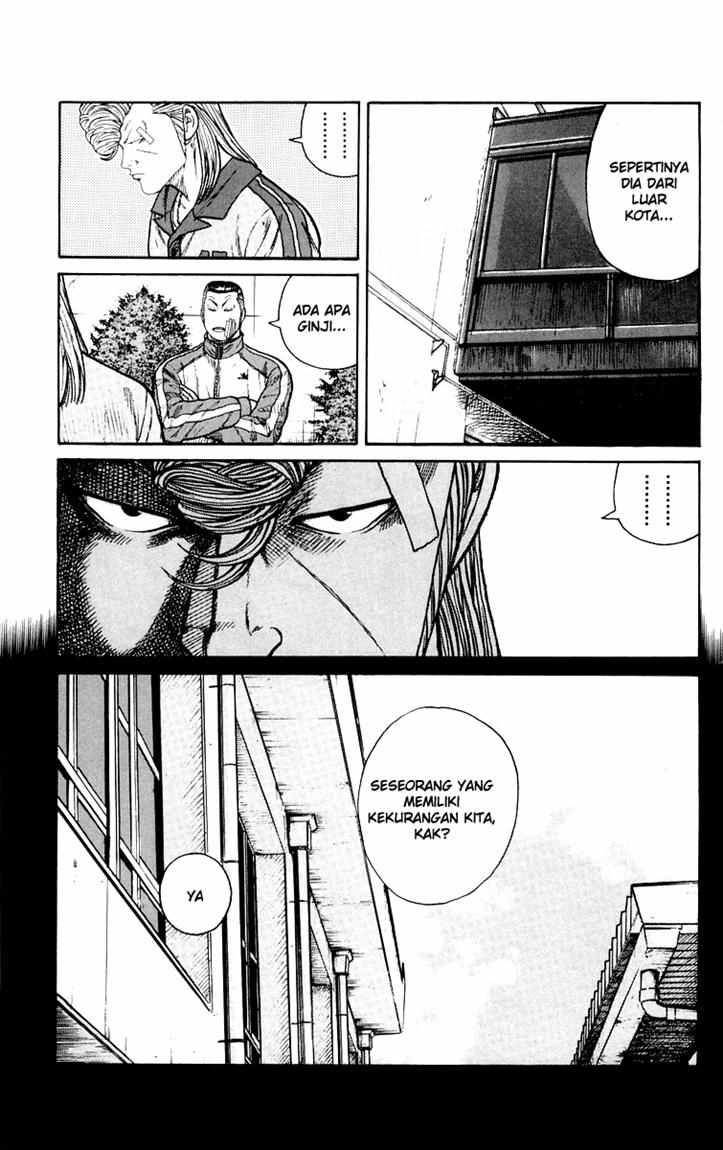 SEPERTINYA
DIA DARI
LUAR
KOTA...
ADA APA
GINJI...
SESEORANG YANG
MEMILIKI
KEKURANGAN KITA,
KAK?
YA